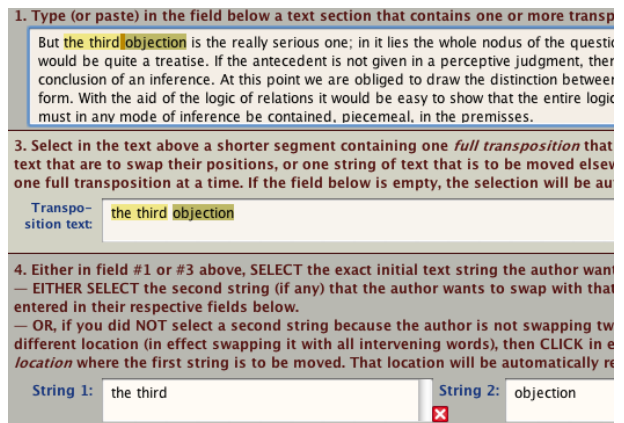 1. Type (or paste) in the field below a text section that contains one or more transp
But the third objection is the really serious one; in it lies the whole nodus of the questic
would be quite a treatise. If the antecedent is not given in a perceptive judgment, ther
conclusion of an inference. At this point we are obliged to draw the distinction between
form. With the aid of the logic of relations it would be easy to show that the entire logic
must in any mode of inference be contained, piecemeal, in the premisses.
3. Select in the text above a shorter segment containing one full transposition that
text that are to swap their positions, or one string of text that is to be moved elsew
one full transposition at a time. If the field below is empty, the selection will be au
Transpo-
sition text:
the third objection
4. Either in field #1 or #3 above, SELECT the exact initial text string the author want
— EITHER SELECT the second string (if any) that the author wants to swap with that
entered in their respective fields below.
— OR, if you did NOT select a second string because the author is not swapping tw
different location (in effect swapping it with all intervening words), then CLICK in e
location where the first string is to be moved. That location will be automatically re
String 1: the third String 2: objection